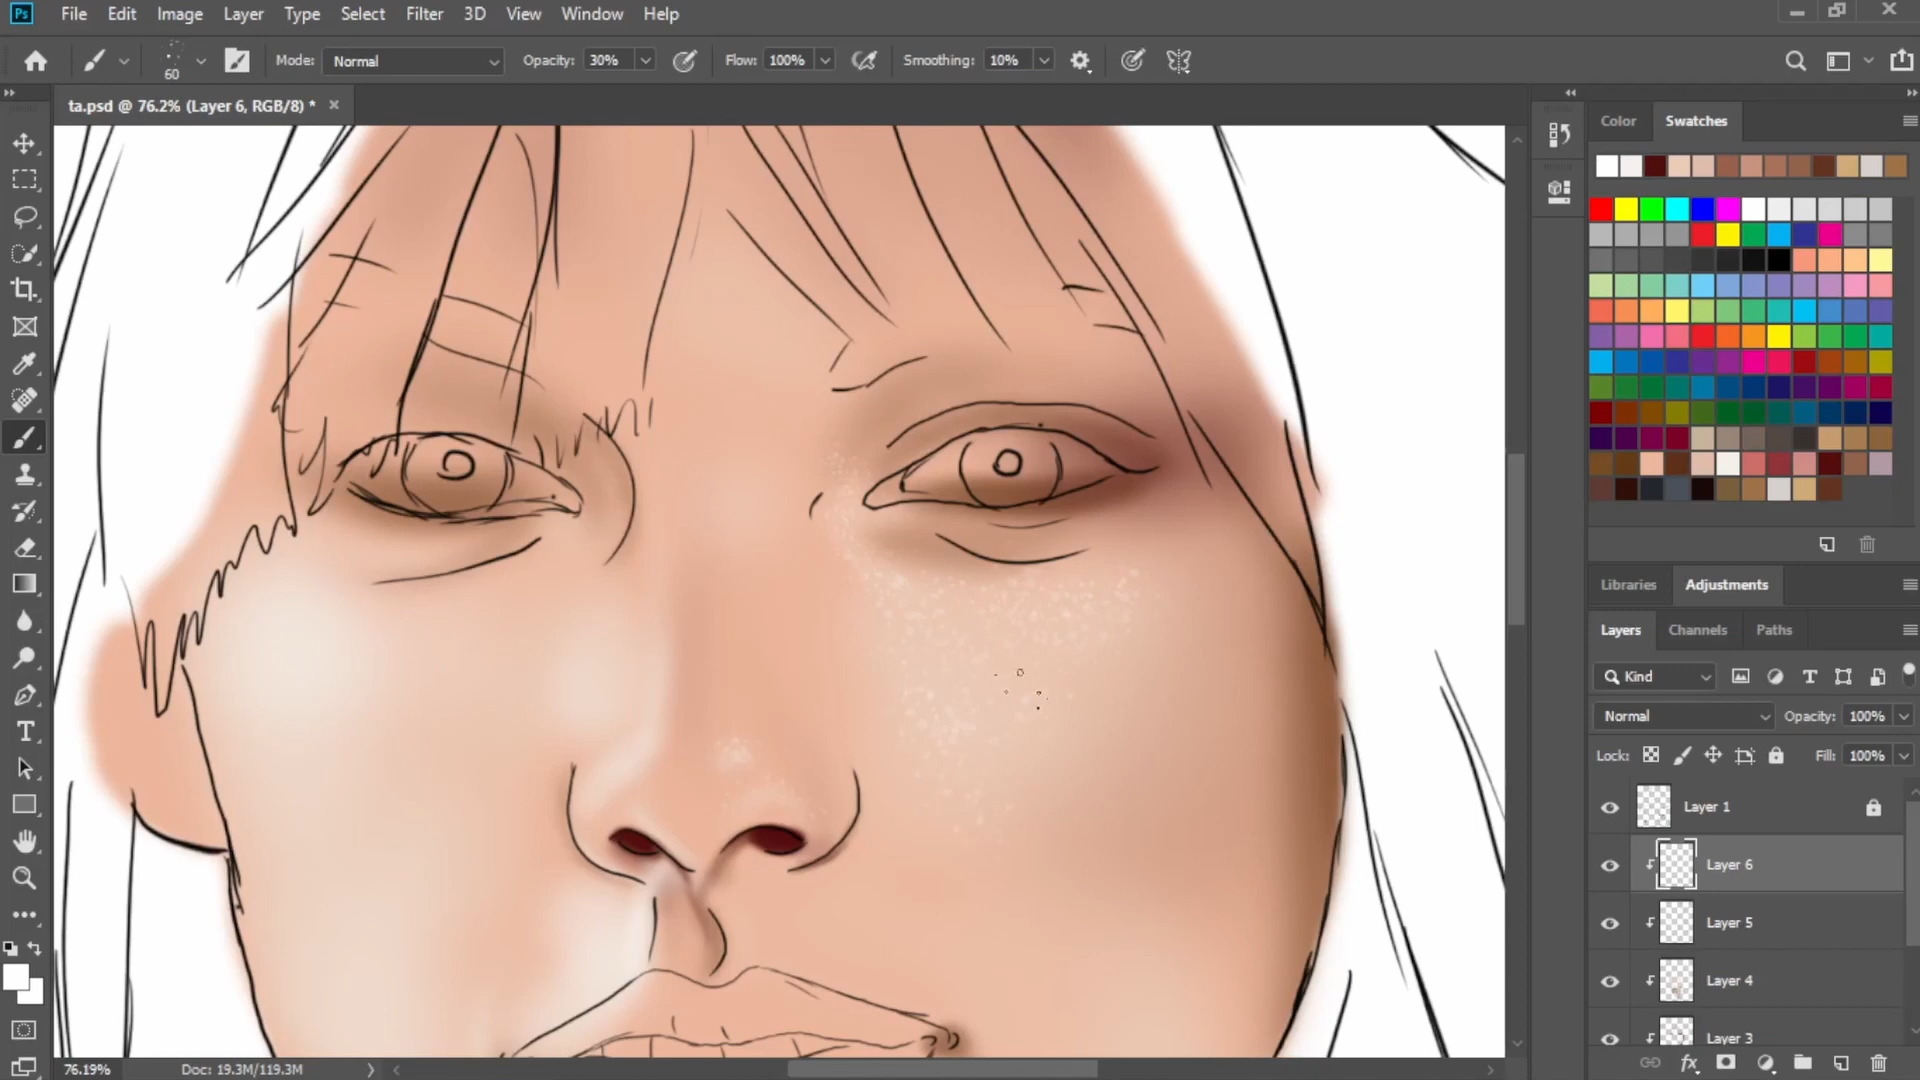 Ps File Edit Image Layer Type Select Filter 3D View Window Help
60 Mode: Normal Opacity: 30% Flow: 100% Smoothing: 10%
ta.psd @ 76.2% (Layer 6, RGB/8) * ×
Color Swatches
Libraries Adjustments
Layers Channels Paths
Kind
Normal Opacity: 100%
Lock: Fill: 100%
Layer 1
Layer 6
Layer 5
Layer 4
Layer 3
fx
76.19% Doc: 19.3M/119.3M